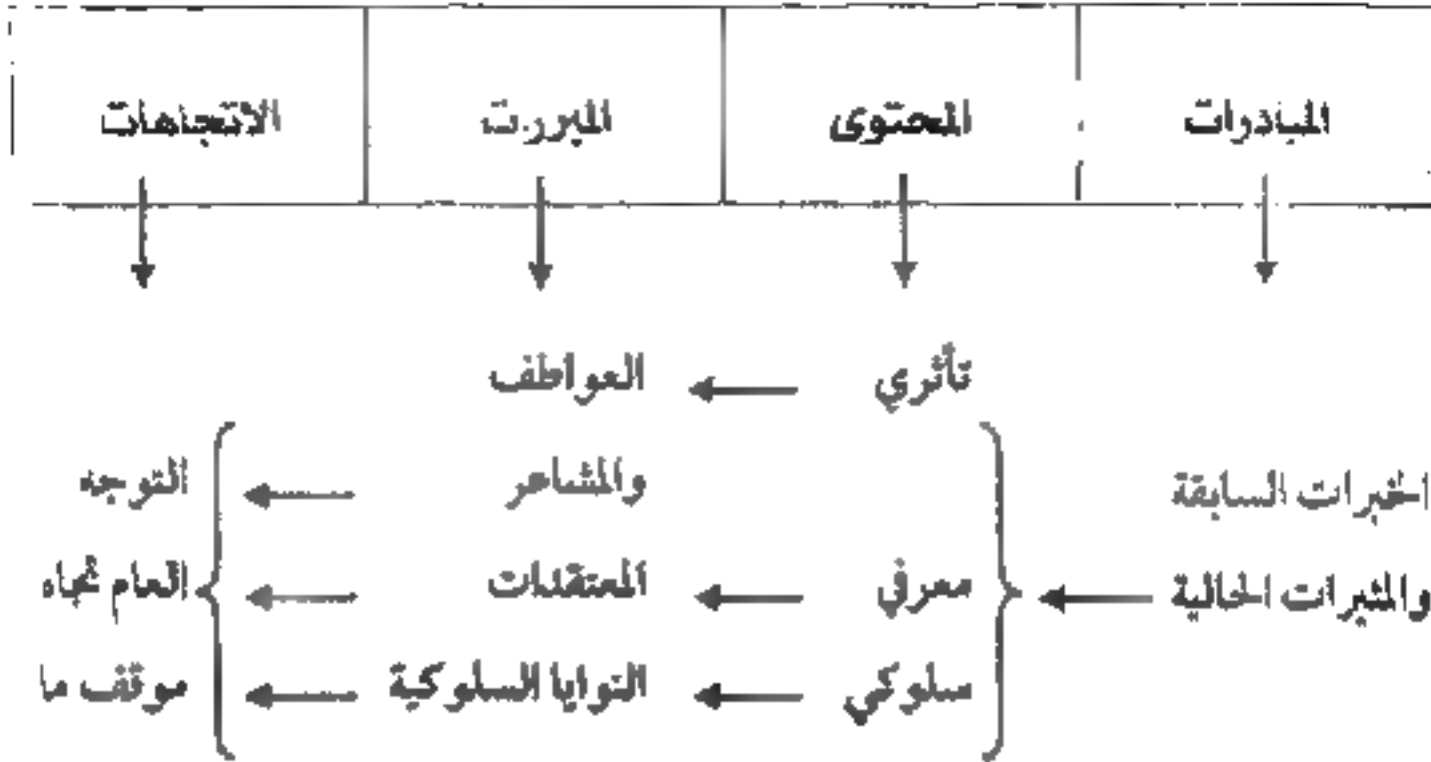 المبادرات المحتوى المبررت الاتجاهات
تأثري العواطف
الخبرات السابقة والمشاعر التوجه
والمثيرات الحالية معرفي المعتقدات العام تجاه
سلوكي النوايا السلوكية موقف ما